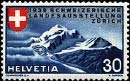 1939 SCHWEIZERISCHE
LANDESAUSSTELLUNG
ZÜRICH
HELVETIA 30